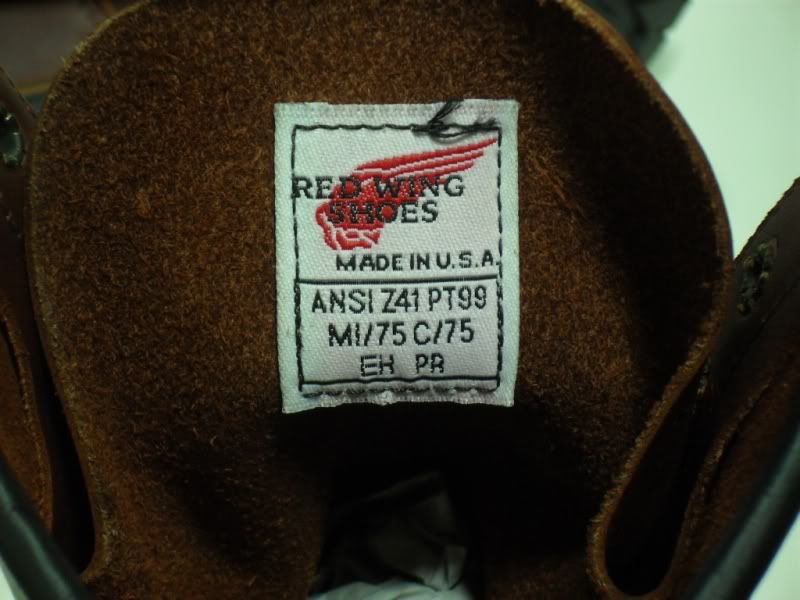 RED WING
SHOES
MADE IN U.S.A.
ANSI Z41 PT99
MI/75 C/75
EH PR